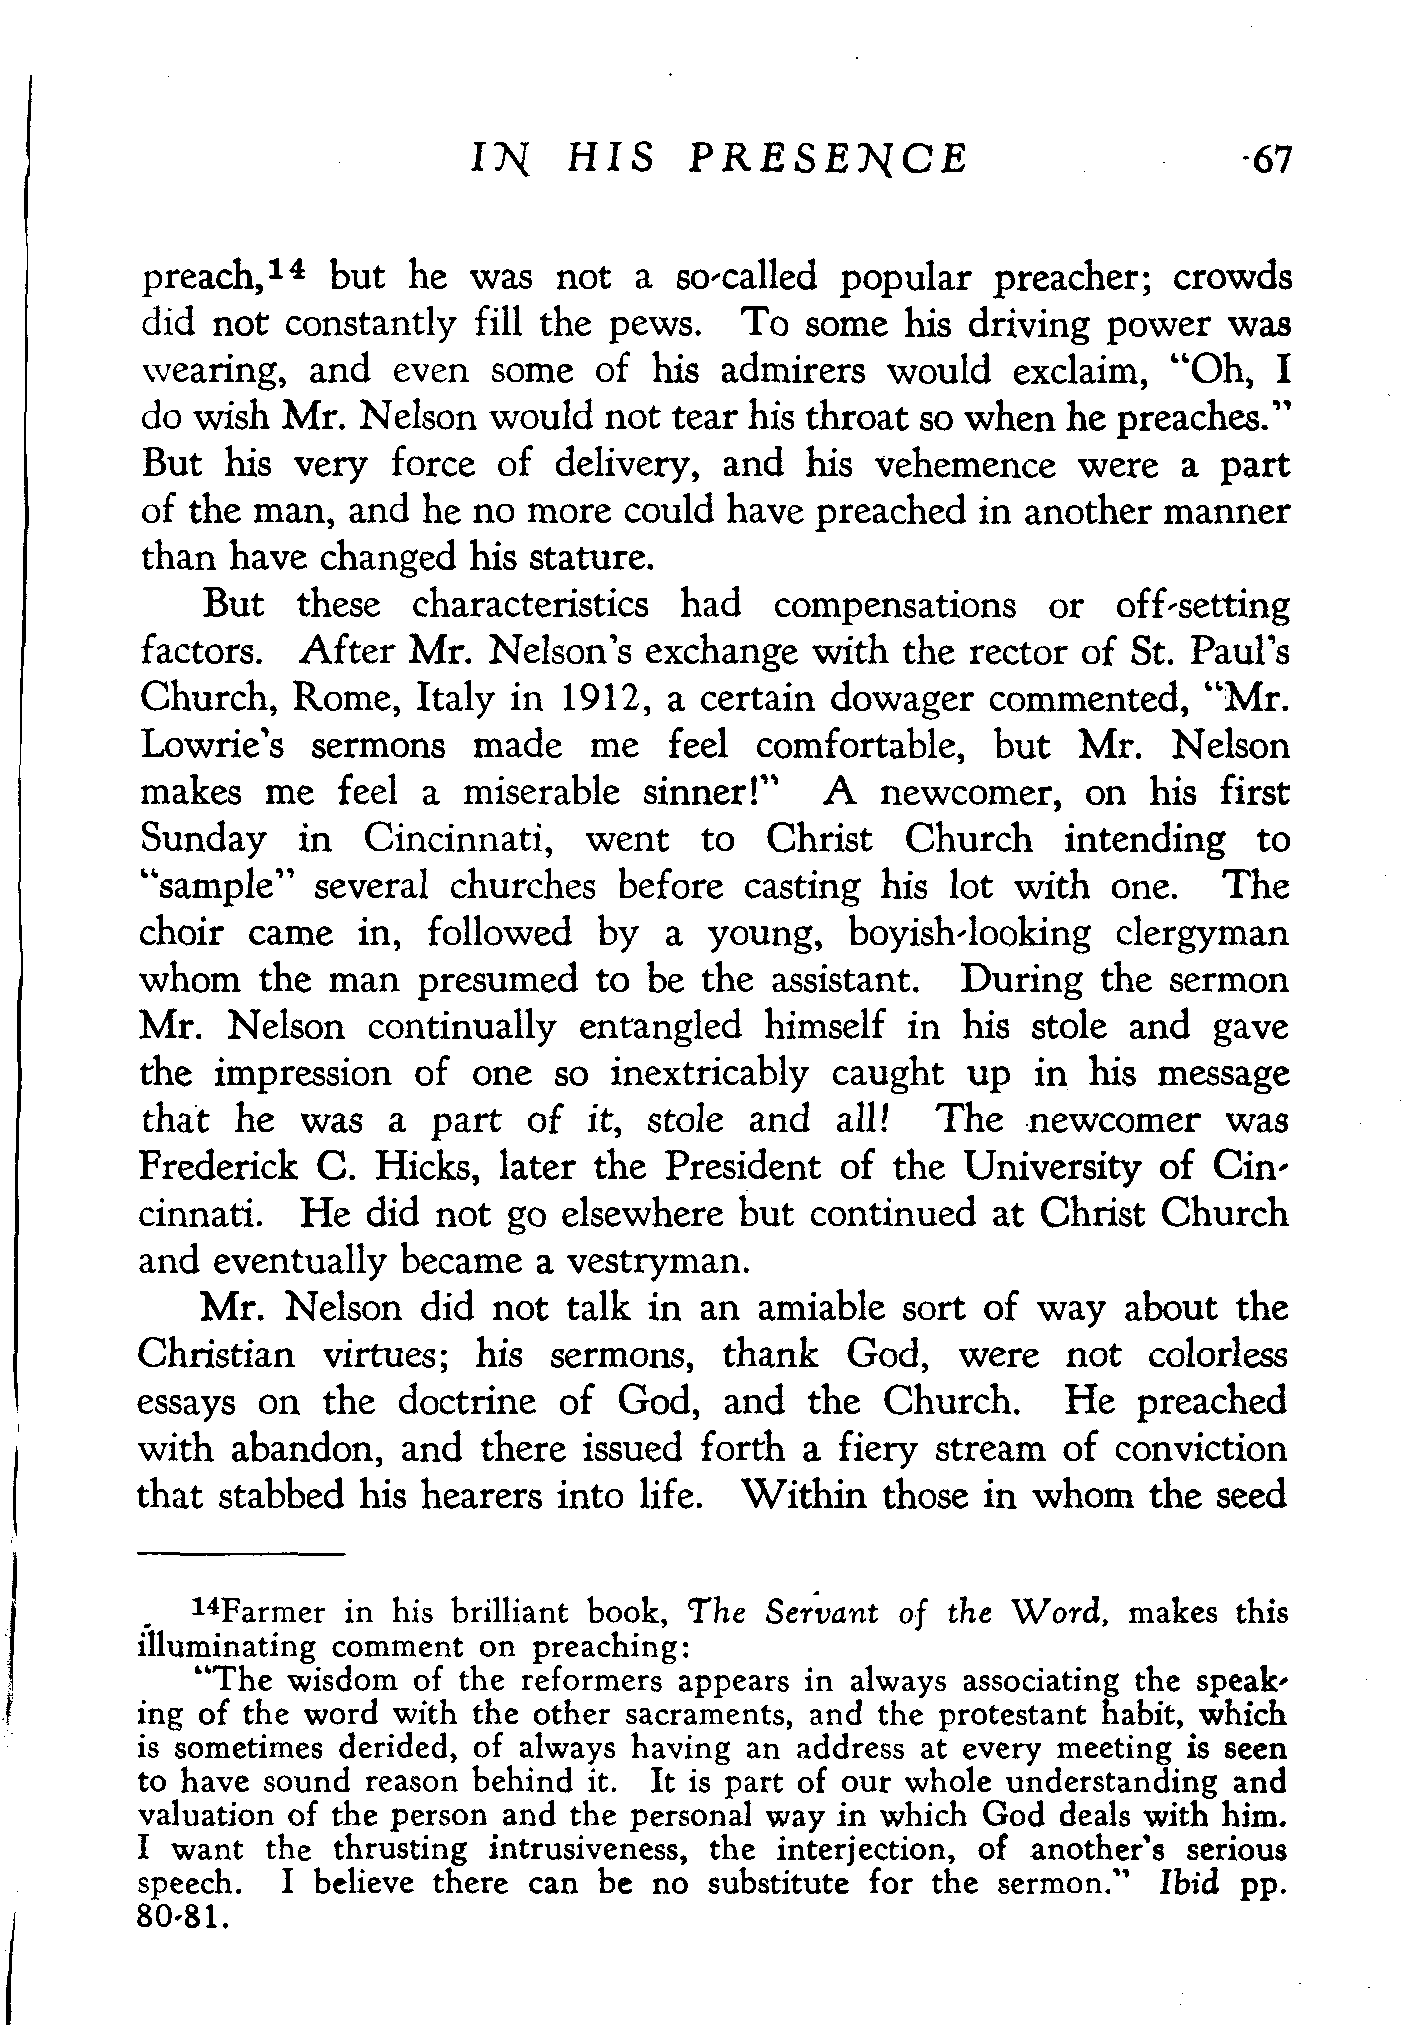 IN HIS PRESENCE 67
preach,14 but he was not a so-called popular preacher; crowds
did not constantly fill the pews. To some his driving power was
wearing, and even some of his admirers would exclaim, "Oh, I
do wish Mr. Nelson would not tear his throat so when he preaches."
But his very force of delivery, and his vehemence were a part
of the man, and he no more could have preached in another manner
than have changed his stature.
But these characteristics had compensations or off-setting
factors. After Mr. Nelson's exchange with the rector of St. Paul's
Church, Rome, Italy in 1912, a certain dowager commented, "Mr.
Lowrie's sermons made me feel comfortable, but Mr. Nelson
makes me feel a miserable sinner!" A newcomer, on his first
Sunday in Cincinnati, went to Christ Church intending to
"sample" several churches before casting his lot with one. The
choir came in, followed by a young, boyish-looking clergyman
whom the man presumed to be the assistant. During the sermon
Mr. Nelson continually entangled himself in his stole and gave
the impression of one so inextricably caught up in his message
that he was a part of it, stole and all! The newcomer was
Frederick C. Hicks, later the President of the University of Cin-
cinnati. He did not go elsewhere but continued at Christ Church
and eventually became a vestryman.
Mr. Nelson did not talk in an amiable sort of way about the
Christian virtues; his sermons, thank God, were not colorless
essays on the doctrine of God, and the Church. He preached
with abandon, and there issued forth a fiery stream of conviction
that stabbed his hearers into life. Within those in whom the seed
14Farmer in his brilliant book, The Servant of the Word, makes this
illuminating comment on preaching:
"The wisdom of the reformers appears in always associating the speak-
ing of the word with the other sacraments, and the protestant habit, which
is sometimes derided, of always having an address at every meeting is seen
to have sound reason behind it. It is part of our whole understanding and
valuation of the person and the personal way in which God deals with him.
I want the thrusting intrusiveness, the interjection, of another's serious
speech. I believe there can be no substitute for the sermon." Ibid pp.
80-81.